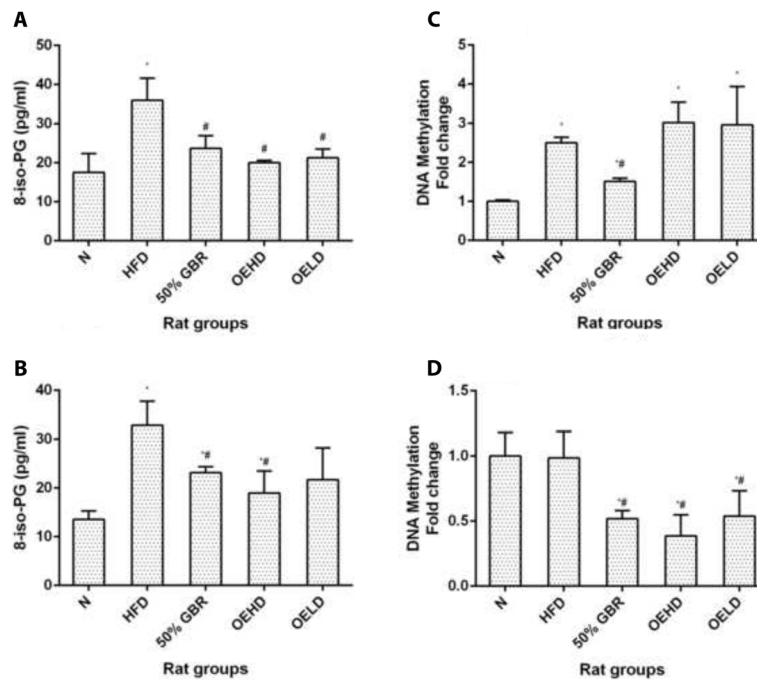 A
8-iso-PG (pg/ml)
50
40
30
20
10
0
*
#
#
#
N
HFD
50% GBR
OEHD
OELD
Rat groups
C
DNA Methylation
Fold change
5
4
3
2
1
0
*
*#
*
*
N
HFD
50% GBR
OEHD
OELD
Rat groups
B
8-iso-PG (pg/ml)
40
30
20
10
0
*
*#
*#
N
HFD
50% GBR
OEHD
OELD
Rat groups
D
DNA Methylation
Fold change
1.5
1.0
0.5
0.0
*#
*#
*#
N
HFD
50% GBR
OEHD
OELD
Rat groups